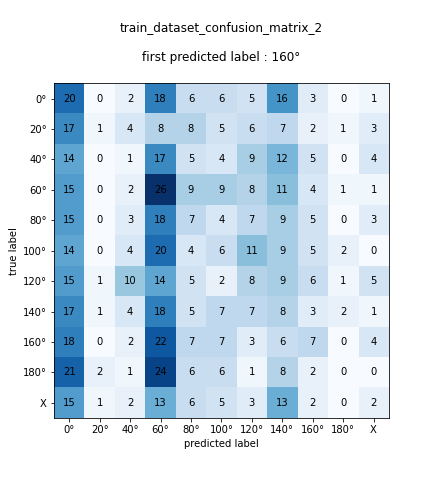 train_dataset_confusion_matrix_2
first predicted label : 160°
0° 20 0 2 18 6 6 5 16 3 0 1
20° 17 1 4 8 8 5 6 7 2 1 3
40° 14 0 1 17 5 4 9 12 5 0 4
60° 15 0 2 26 9 9 8 11 4 1 1
80° 15 0 3 18 7 4 7 9 5 0 3
100° 14 0 4 20 4 6 11 9 5 2 0
120° 15 1 10 14 5 2 8 9 6 1 5
140° 17 1 4 18 5 7 7 8 3 2 1
160° 18 0 2 22 7 7 3 6 7 0 4
180° 21 2 1 24 6 6 1 8 2 0 0
X 15 1 2 13 6 5 3 13 2 0 2
true label
0° 20° 40° 60° 80° 100° 120° 140° 160° 180° X
predicted label